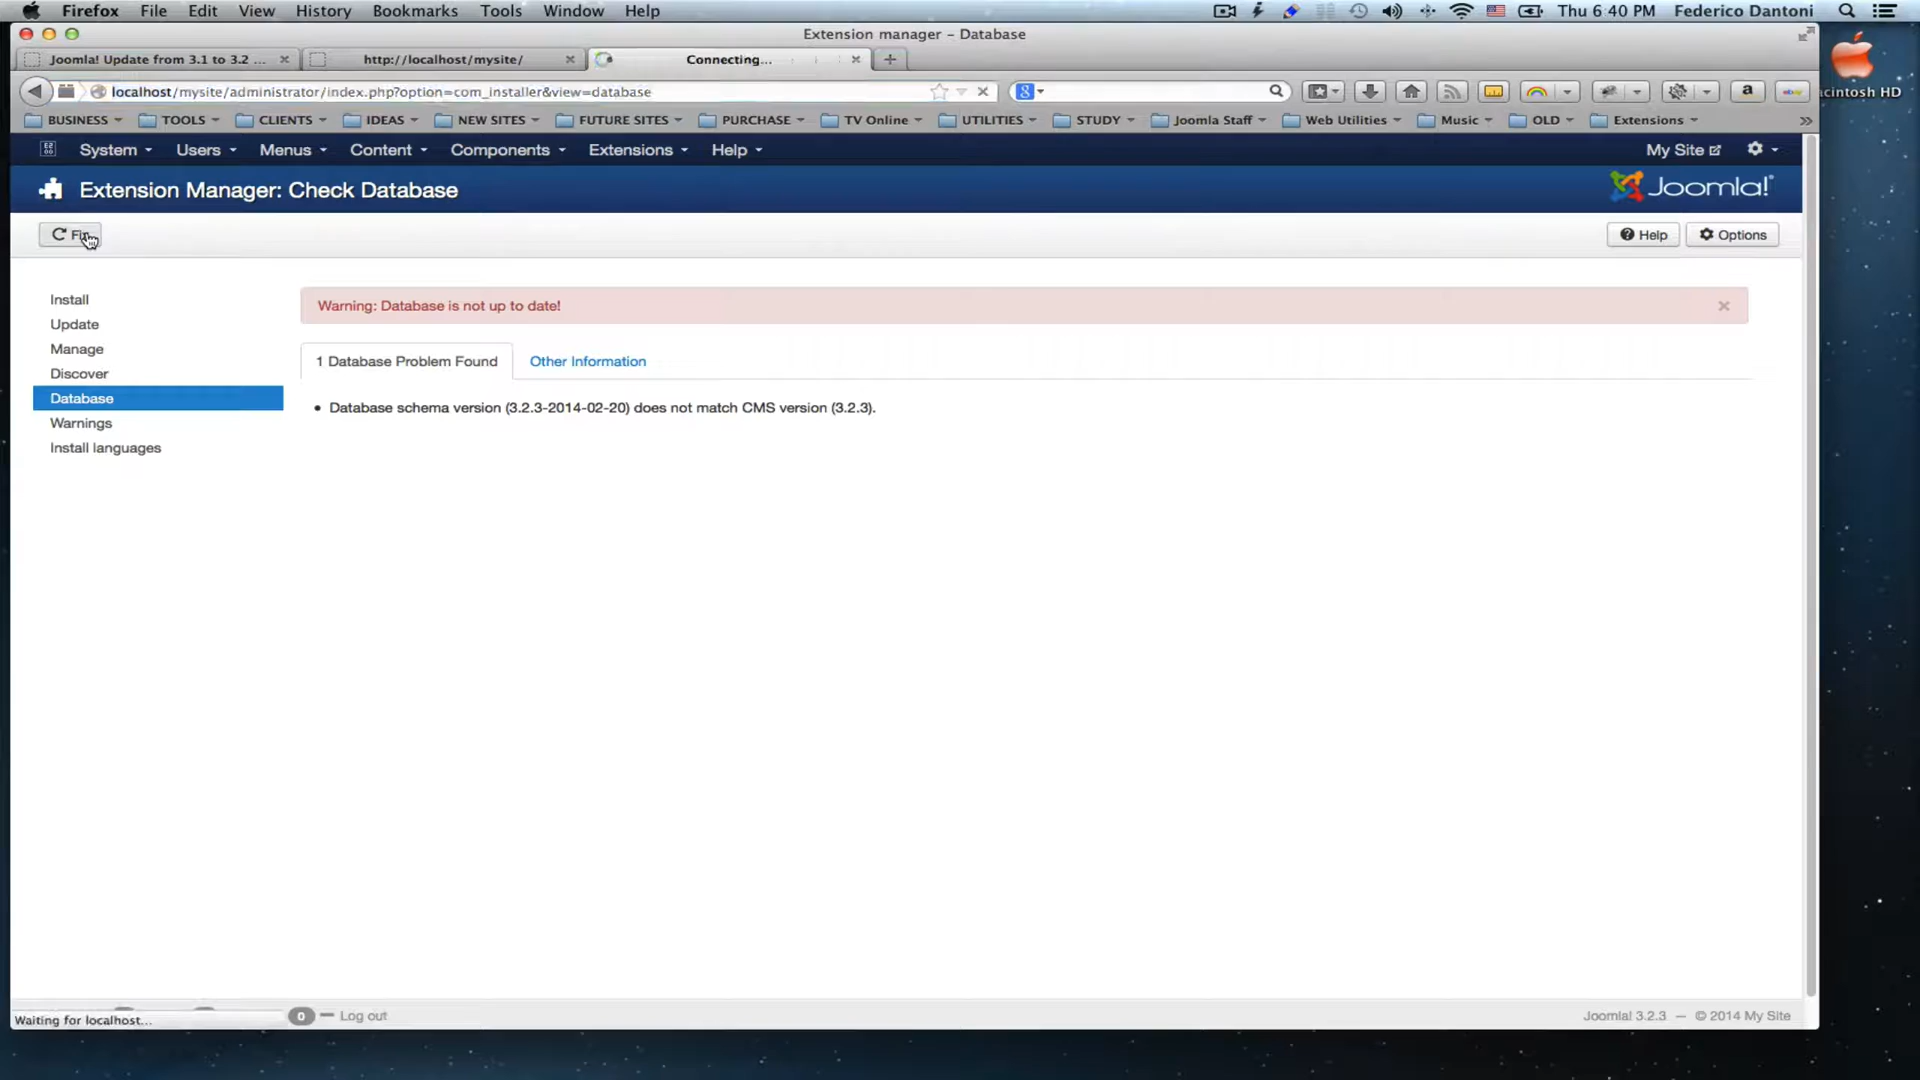 Firefox File Edit View History Bookmarks Tools Window Help Thu 6:40 PM Federico Dantoni
Extension manager – Database
Joomla! Update from 3.1 to 3.2 ... http://localhost/mysite/ Connecting...
localhost/mysite/administrator/index.php?option=com_installer&view=database
acintosh HD
BUSINESS TOOLS CLIENTS IDEAS NEW SITES FUTURE SITES PURCHASE TV Online UTILITIES STUDY Joomla Staff Web Utilities Music OLD Extensions
System Users Menus Content Components Extensions Help My Site
Extension Manager: Check Database Joomla!
Help Options
Install
Update
Manage
Discover
Database
Warnings
Install languages
Warning: Database is not up to date!
1 Database Problem Found Other Information
Database schema version (3.2.3-2014-02-20) does not match CMS version (3.2.3).
0 Log out Joomla! 3.2.3 — © 2014 My Site
Waiting for localhost...